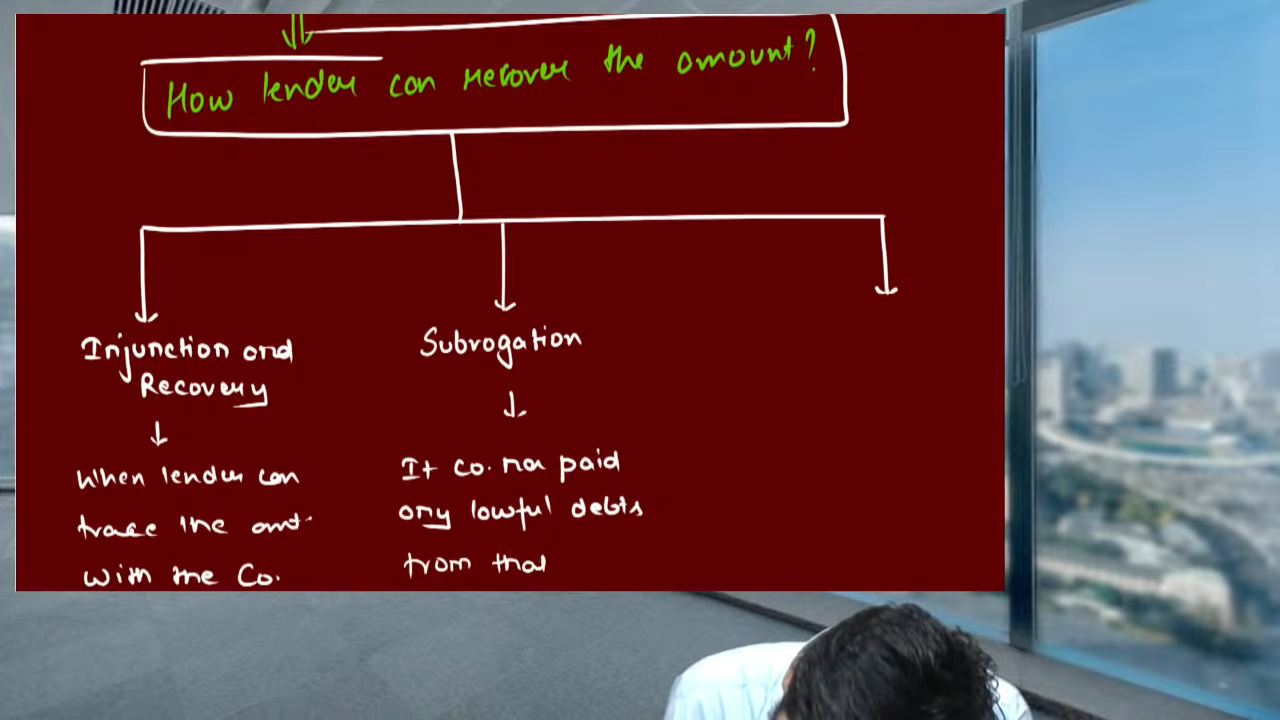 How lender can recover the amount?
Injunction and
Recovery
When lender can
trace the amt.
with the Co.
Subrogation
If Co. has paid
any lawful debts
from that